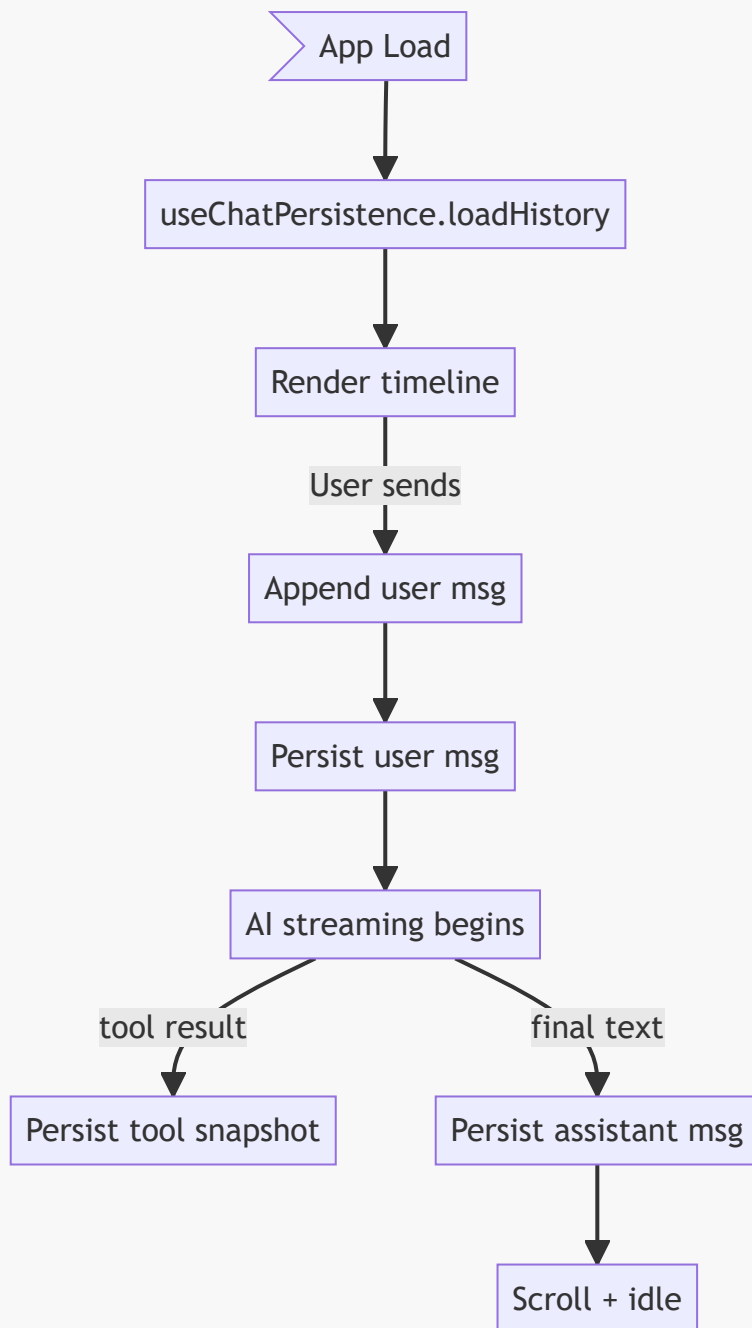 App Load
useChatPersistence.loadHistory
Render timeline
User sends
Append user msg
Persist user msg
AI streaming begins
tool result
final text
Persist tool snapshot
Persist assistant msg
Scroll + idle